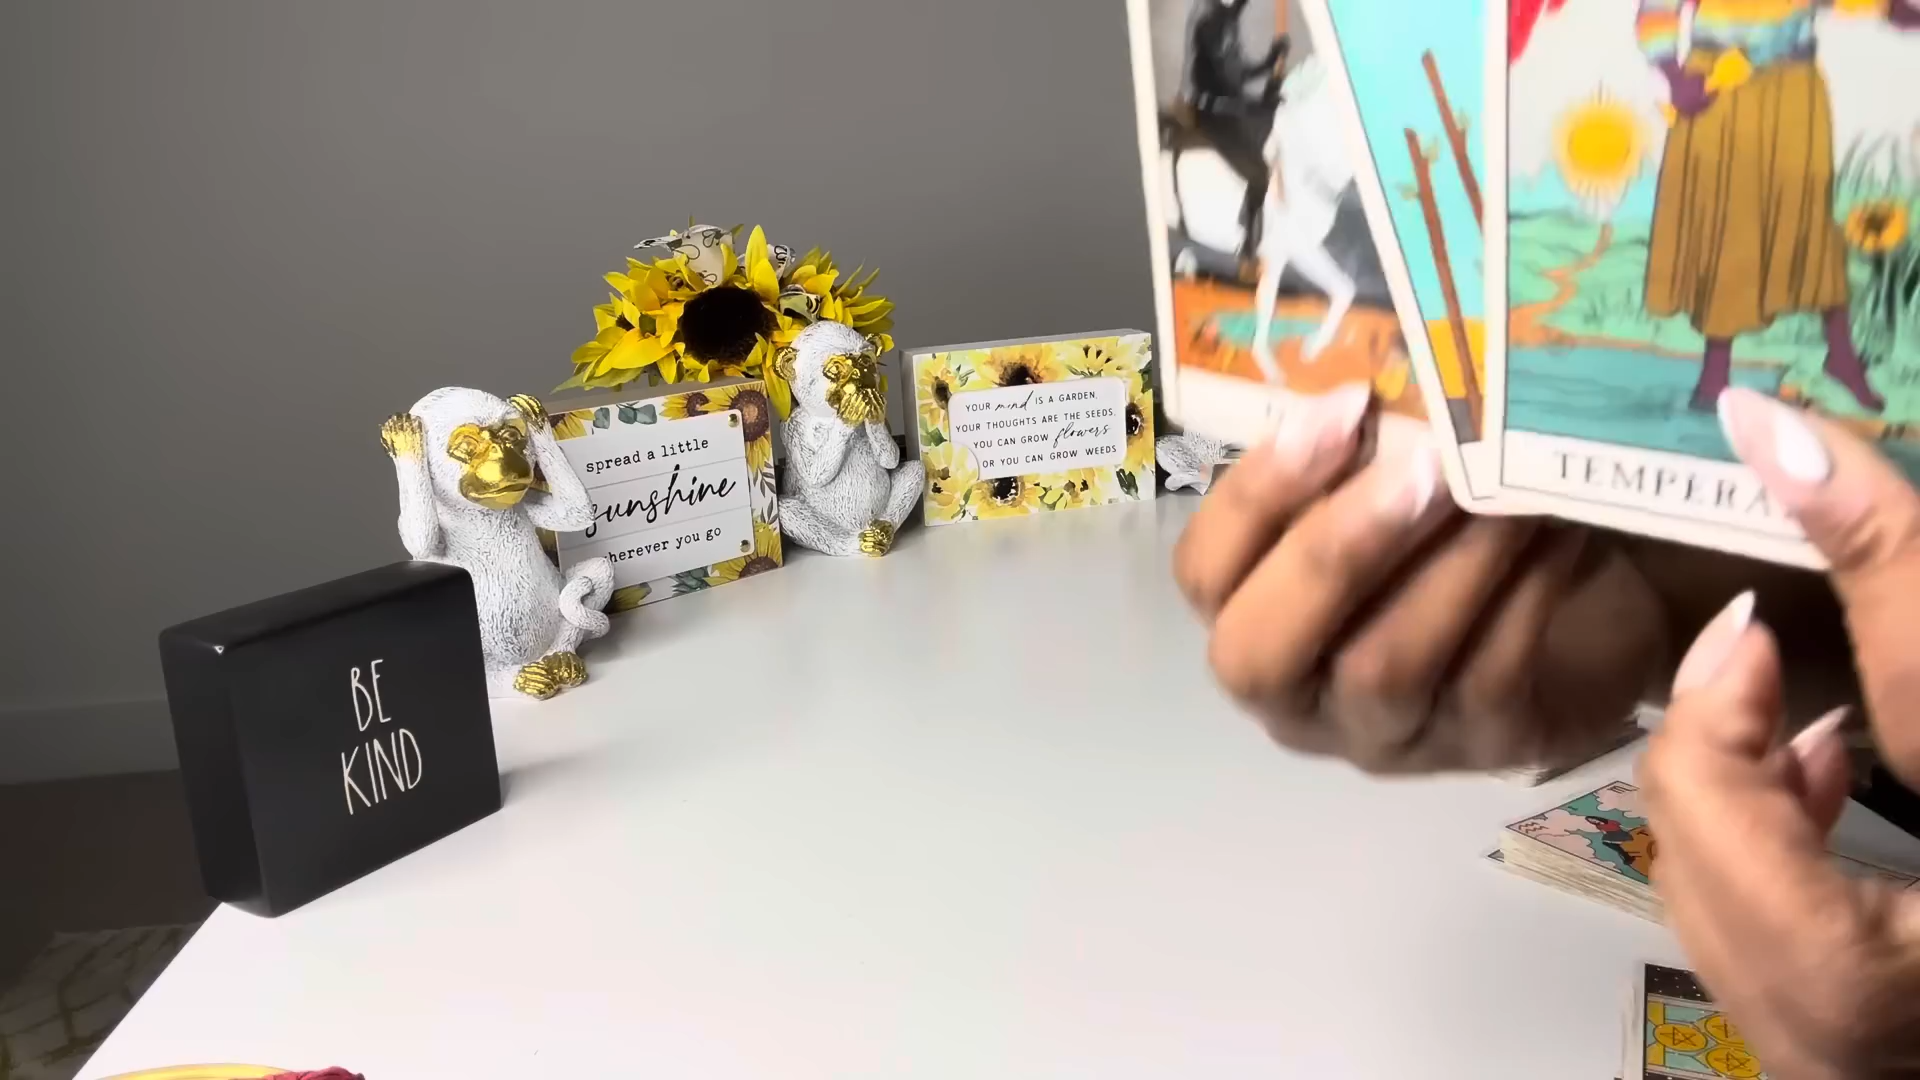 BE
KIND
spread a little
sunshine
wherever you go
YOUR mind IS A GARDEN,
YOUR THOUGHTS ARE THE SEEDS,
YOU CAN GROW flowers
OR YOU CAN GROW WEEDS
TEMPERA